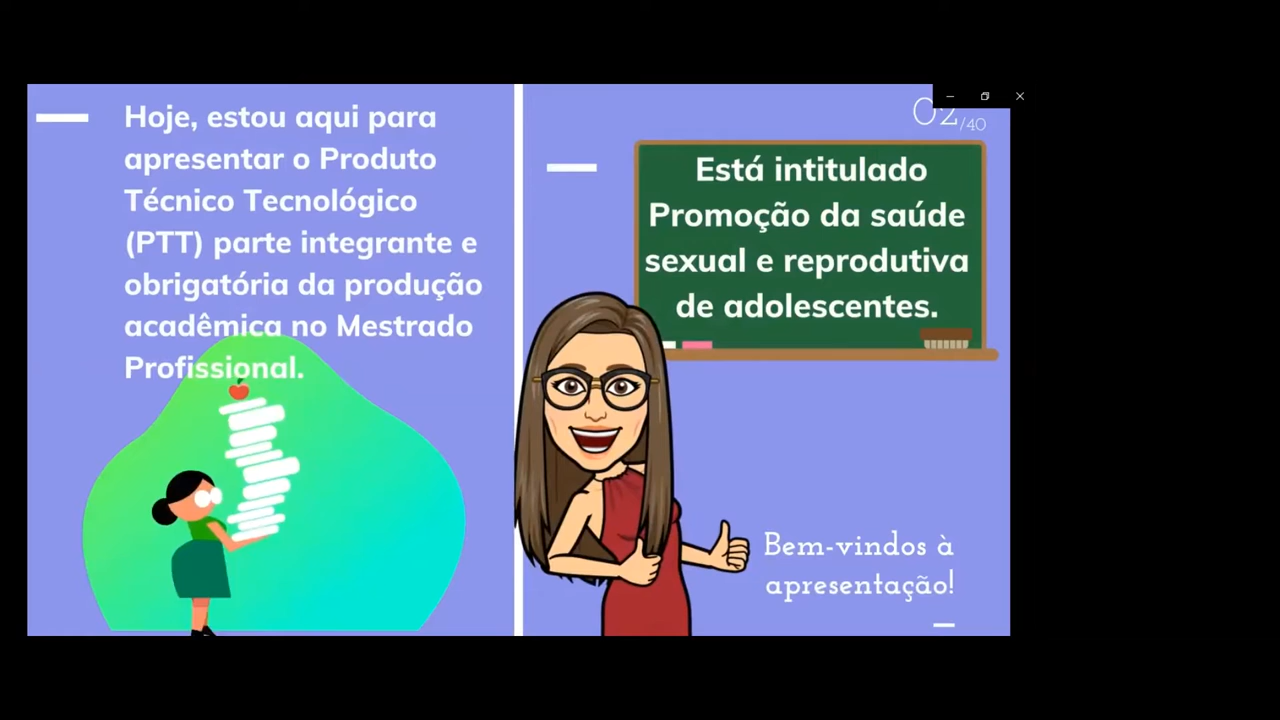 Hoje, estou aqui para
apresentar o Produto
Técnico Tecnológico
(PTT) parte integrante e
obrigatória da produção
acadêmica no Mestrado
Profissional.
02/40
Está intitulado
Promoção da saúde
sexual e reprodutiva
de adolescentes.
Bem-vindos à
apresentação!